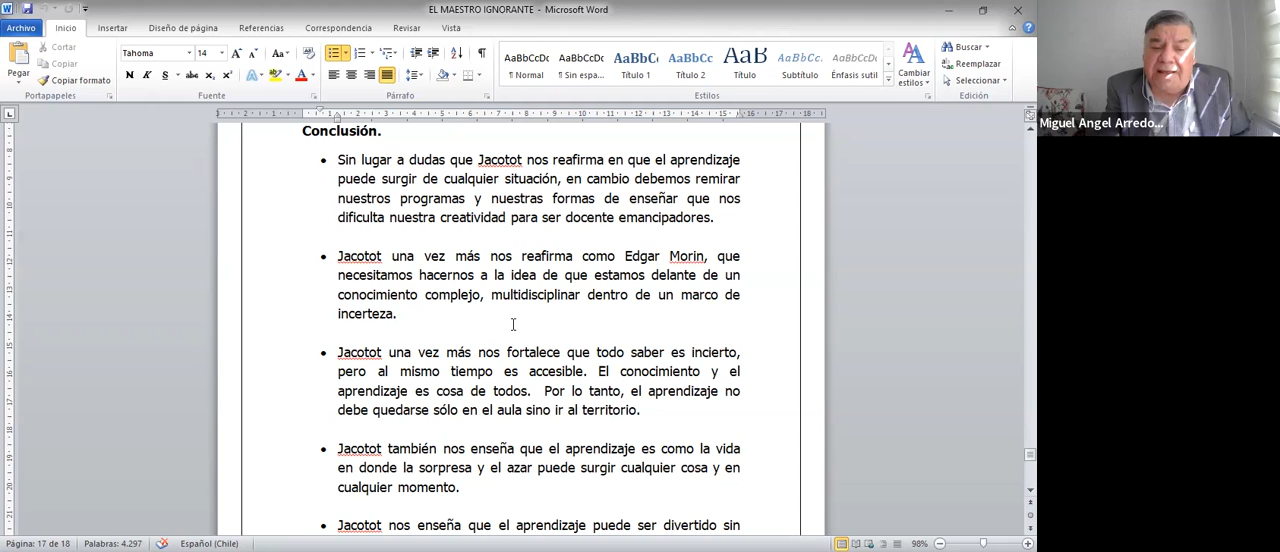 EL MAESTRO IGNORANTE - Microsoft Word
Archivo Inicio Insertar Diseño de página Referencias Correspondencia Revisar Vista
Pegar
Cortar
Copiar
Copiar formato
Portapapeles
Tahoma 14
N K S abc x₂ x² A
Fuente
Párrafo
AaBbCcDc AaBbCcDc AaBbC AaBbCc AaB AaBbCc AaBbCcDc
¶ Normal ¶ Sin espa... Título 1 Título 2 Título Subtítulo Énfasis sutil
Estilos
Cambiar
estilos
Buscar
Reemplazar
Seleccionar
Edición
Miguel Angel Arredo...
Conclusión.
• Sin lugar a dudas que Jacotot nos reafirma en que el aprendizaje
puede surgir de cualquier situación, en cambio debemos remirar
nuestros programas y nuestras formas de enseñar que nos
dificulta nuestra creatividad para ser docente emancipadores.
• Jacotot una vez más nos reafirma como Edgar Morin, que
necesitamos hacernos a la idea de que estamos delante de un
conocimiento complejo, multidisciplinar dentro de un marco de
incerteza.
• Jacotot una vez más nos fortalece que todo saber es incierto,
pero al mismo tiempo es accesible. El conocimiento y el
aprendizaje es cosa de todos. Por lo tanto, el aprendizaje no
debe quedarse sólo en el aula sino ir al territorio.
• Jacotot también nos enseña que el aprendizaje es como la vida
en donde la sorpresa y el azar puede surgir cualquier cosa y en
cualquier momento.
• Jacotot nos enseña que el aprendizaje puede ser divertido sin
Página: 17 de 18 Palabras: 4.297 Español (Chile) 98%